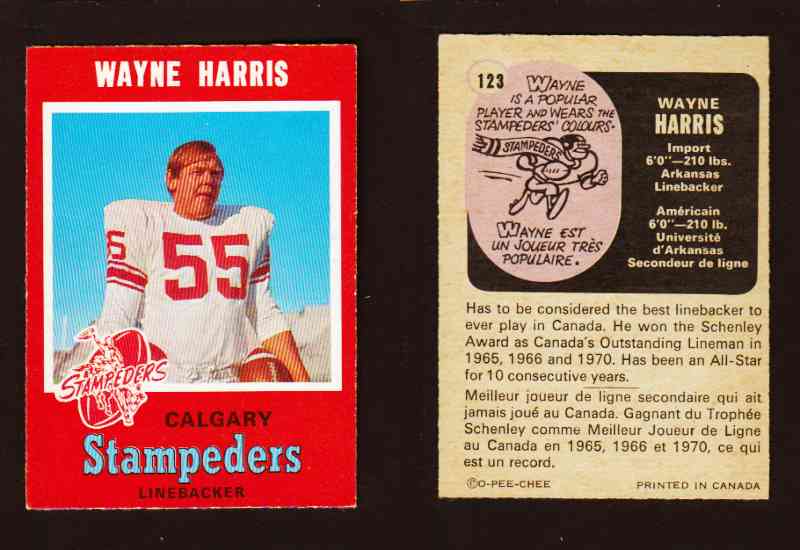 WAYNE HARRIS
55
55
STAMPEDERS
CALGARY
Stampeders
LINEBACKER
123
WAYNE
IS A POPULAR
PLAYER AND WEARS THE
STAMPEDERS' COLOURS.
STAMPEDERS
WAYNE EST
UN JOUEUR TRÈS
POPULAIRE.
WAYNE
HARRIS
Import
6'0"—210 lbs.
Arkansas
Linebacker
Américain
6'0"—210 lb.
Université
d'Arkansas
Secondeur de ligne
Has to be considered the best linebacker to
ever play in Canada. He won the Schenley
Award as Canada's Outstanding Lineman in
1965, 1966 and 1970. Has been an All-Star
for 10 consecutive years.
Meilleur joueur de ligne secondaire qui ait
jamais joué au Canada. Gagnant du Trophée
Schenley comme Meilleur Joueur de Ligne
au Canada en 1965, 1966 et 1970, ce qui
est un record.
©O-PEE-CHEE
PRINTED IN CANADA